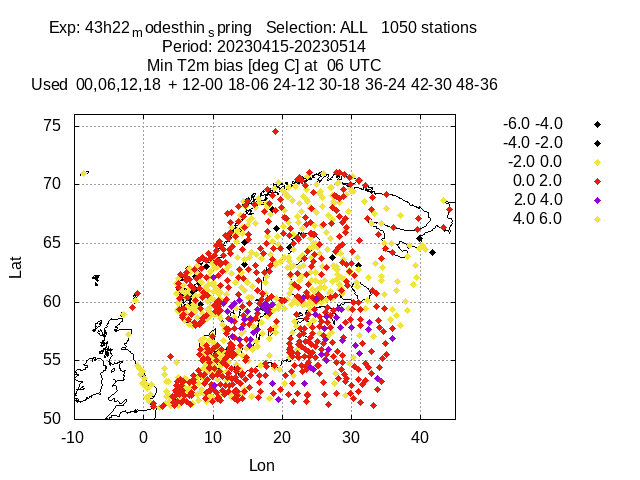 Exp: 43h22modesthinspring   Selection: ALL   1050 stations
Period: 20230415-20230514
Min T2m bias [deg C] at  06 UTC
Used  00,06,12,18  + 12-00 18-06 24-12 30-18 36-24 42-30 48-36
75
70
65
60
55
50
-10 0 10 20 30 40
Lat
Lon
-6.0 -4.0
-4.0 -2.0
-2.0 0.0
0.0 2.0
2.0 4.0
4.0 6.0